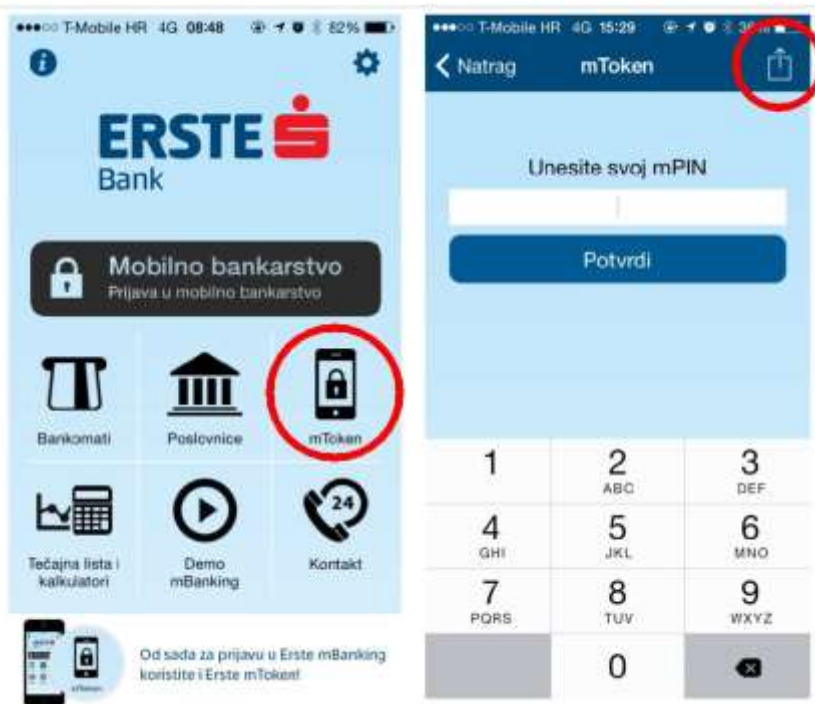 T-Mobile HR 4G 08:48 82%
ERSTE
Bank
Mobilno bankarstvo
Prijava u mobilno bankarstvo
Bankomati
Poslovnice
mToken
24
Tečajna lista i
kalkulatori
Demo
mBanking
Kontakt
Od sada za prijavu u Erste mBanking
koristite i Erste mToken!
T-Mobile HR 4G 15:29
Natrag
mToken
Unesite svoj mPIN
Potvrdi
1
2
ABC
3
DEF
4
GHI
5
JKL
6
MNO
7
PQRS
8
TUV
9
WXYZ
0